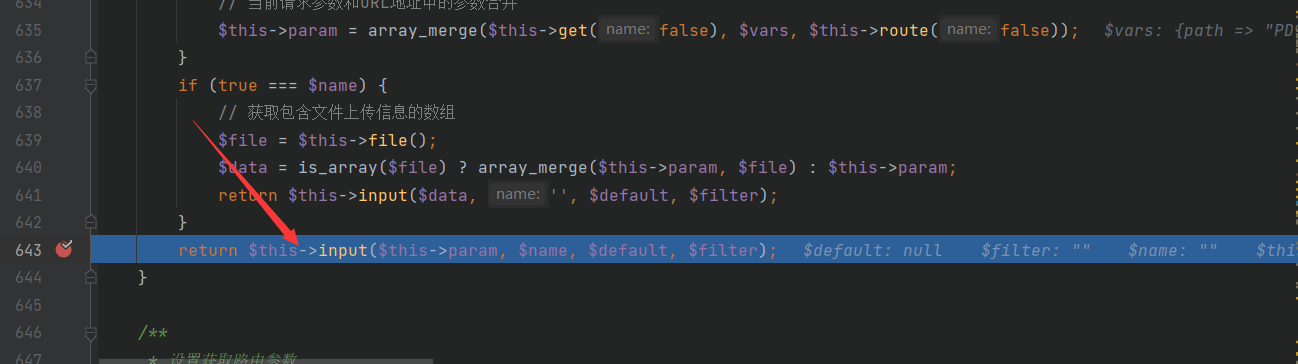 634 // 当前请求参数和URL地址中的参数合并
635 $this->param = array_merge($this->get( name: false), $vars, $this->route( name: false)); $vars: {path => "PD
636 }
637 if (true === $name) {
638 // 获取包含文件上传信息的数组
639 $file = $this->file();
640 $data = is_array($file) ? array_merge($this->param, $file) : $this->param;
641 return $this->input($data, name: '', $default, $filter);
642 }
643 return $this->input($this->param, $name, $default, $filter); $default: null $filter: "" $name: "" $thi
644 }
645
646 /**
647 * 设置获取路由参数